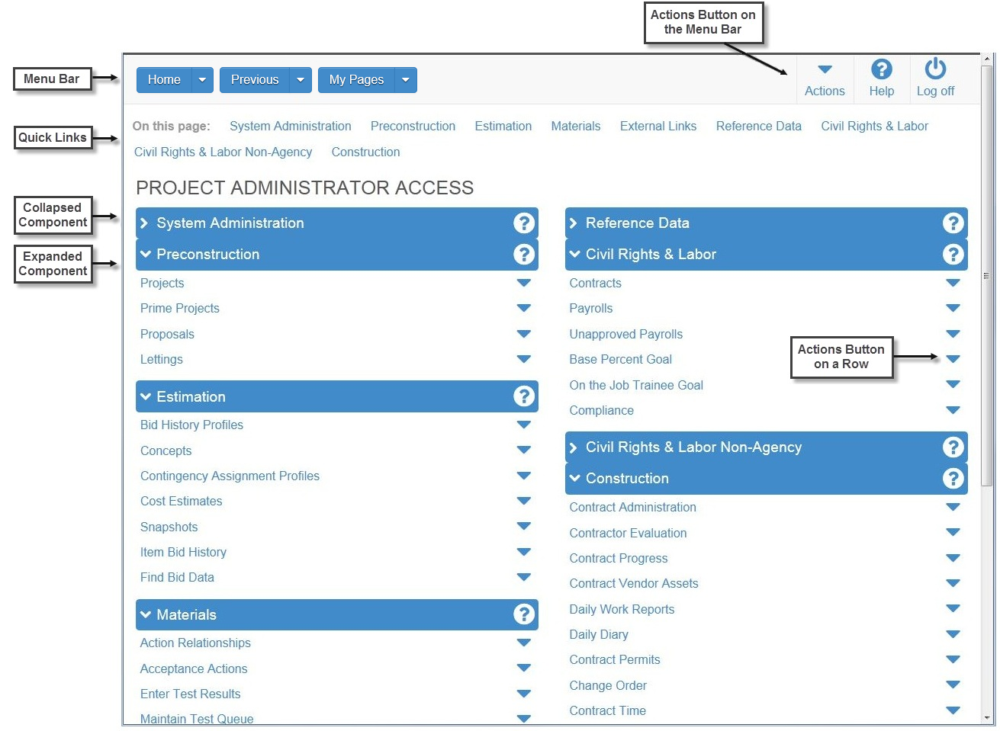 Actions Button on
the Menu Bar
Menu Bar
Home
Previous
My Pages
Actions
Help
Log off
Quick Links
On this page: System Administration Preconstruction Estimation Materials External Links Reference Data Civil Rights & Labor
Civil Rights & Labor Non-Agency Construction
PROJECT ADMINISTRATOR ACCESS
Collapsed
Component
Expanded
Component
System Administration ?
Preconstruction ?
Projects
Prime Projects
Proposals
Lettings
Estimation ?
Bid History Profiles
Concepts
Contingency Assignment Profiles
Cost Estimates
Snapshots
Item Bid History
Find Bid Data
Materials ?
Action Relationships
Acceptance Actions
Enter Test Results
Maintain Test Queue
Reference Data ?
Civil Rights & Labor ?
Contracts
Payrolls
Unapproved Payrolls
Base Percent Goal
On the Job Trainee Goal
Compliance
Actions Button
on a Row
Civil Rights & Labor Non-Agency ?
Construction ?
Contract Administration
Contractor Evaluation
Contract Progress
Contract Vendor Assets
Daily Work Reports
Daily Diary
Contract Permits
Change Order
Contract Time